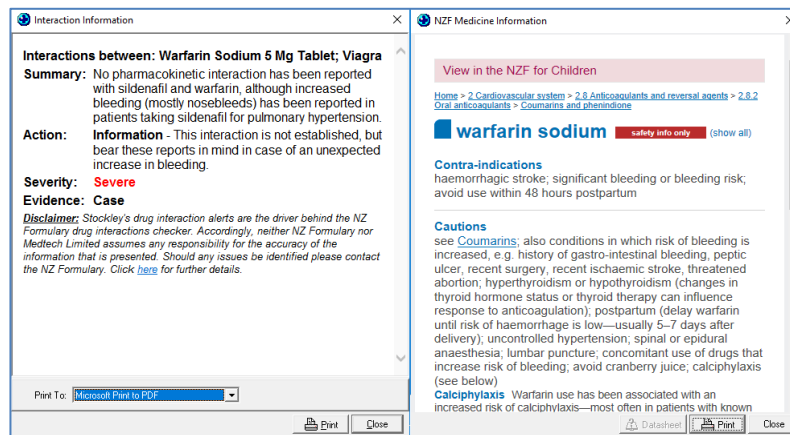 Interaction Information
Interactions between: Warfarin Sodium 5 Mg Tablet; Viagra
Summary: No pharmacokinetic interaction has been reported
with sildenafil and warfarin, although increased
bleeding (mostly nosebleeds) has been reported in
patients taking sildenafil for pulmonary hypertension.
Action: Information - This interaction is not established, but
bear these reports in mind in case of an unexpected
increase in bleeding.
Severity: Severe
Evidence: Case
Disclaimer: Stockley's drug interaction alerts are the driver behind the NZ
Formulary drug interactions checker. Accordingly, neither NZ Formulary nor
Medtech Limited assumes any responsibility for the accuracy of the
information that is presented. Should any issues be identified please contact
the NZ Formulary. Click here for further details.
Print To: Microsoft Print to PDF
Print Close
NZF Medicine Information
View in the NZF for Children
Home > 2 Cardiovascular system > 2.8 Anticoagulants and reversal agents > 2.8.2
Oral anticoagulants > Coumarins and phenindione
warfarin sodium safety info only (show all)
Contra-indications
haemorrhagic stroke; significant bleeding or bleeding risk;
avoid use within 48 hours postpartum
Cautions
see Coumarins; also conditions in which risk of bleeding is
increased, e.g. history of gastro-intestinal bleeding, peptic
ulcer, recent surgery, recent ischaemic stroke, threatened
abortion; hyperthyroidism or hypothyroidism (changes in
thyroid hormone status or thyroid therapy can influence
response to anticoagulation); postpartum (delay warfarin
until risk of haemorrhage is low—usually 5–7 days after
delivery); uncontrolled hypertension; spinal or epidural
anaesthesia; lumbar puncture; concomitant use of drugs that
increase risk of bleeding; avoid cranberry juice; calciphylaxis
(see below)
Calciphylaxis Warfarin use has been associated with an
increased risk of calciphylaxis—most often in patients with known
Datasheet Print Close